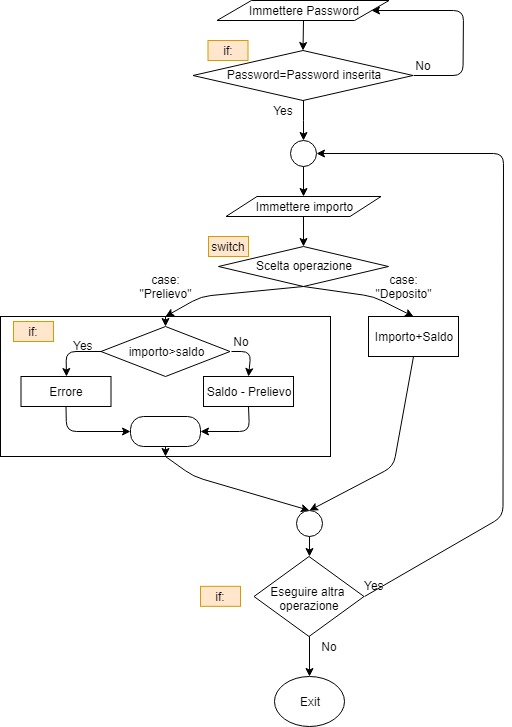 Immettere Password
if:
Password=Password inserita
No
Yes
Immettere importo
switch
Scelta operazione
case:
"Prelievo"
case:
"Deposito"
if:
importo>saldo
Yes
No
Importo+Saldo
Errore
Saldo - Prelievo
Eseguire altra
operazione
if:
Yes
No
Exit